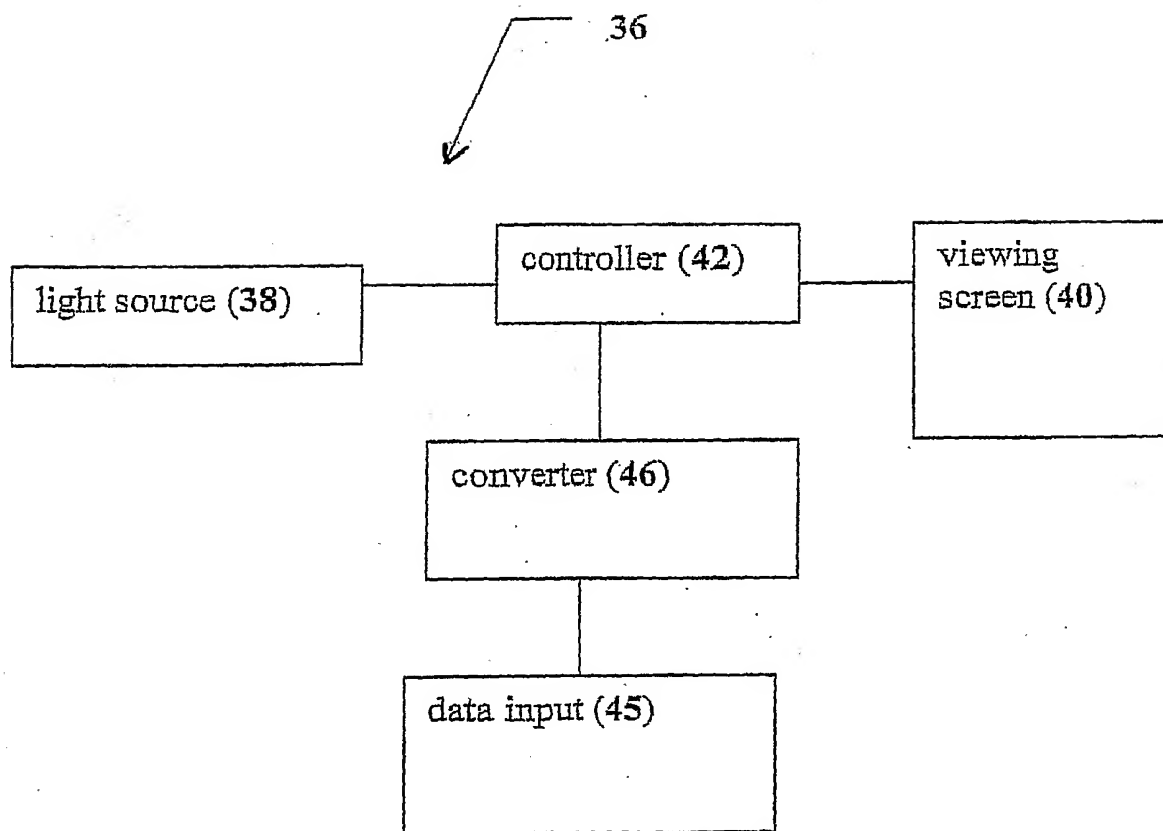 36
controller (42)
viewing
screen (40)
light source (38)
converter (46)
data input (45)